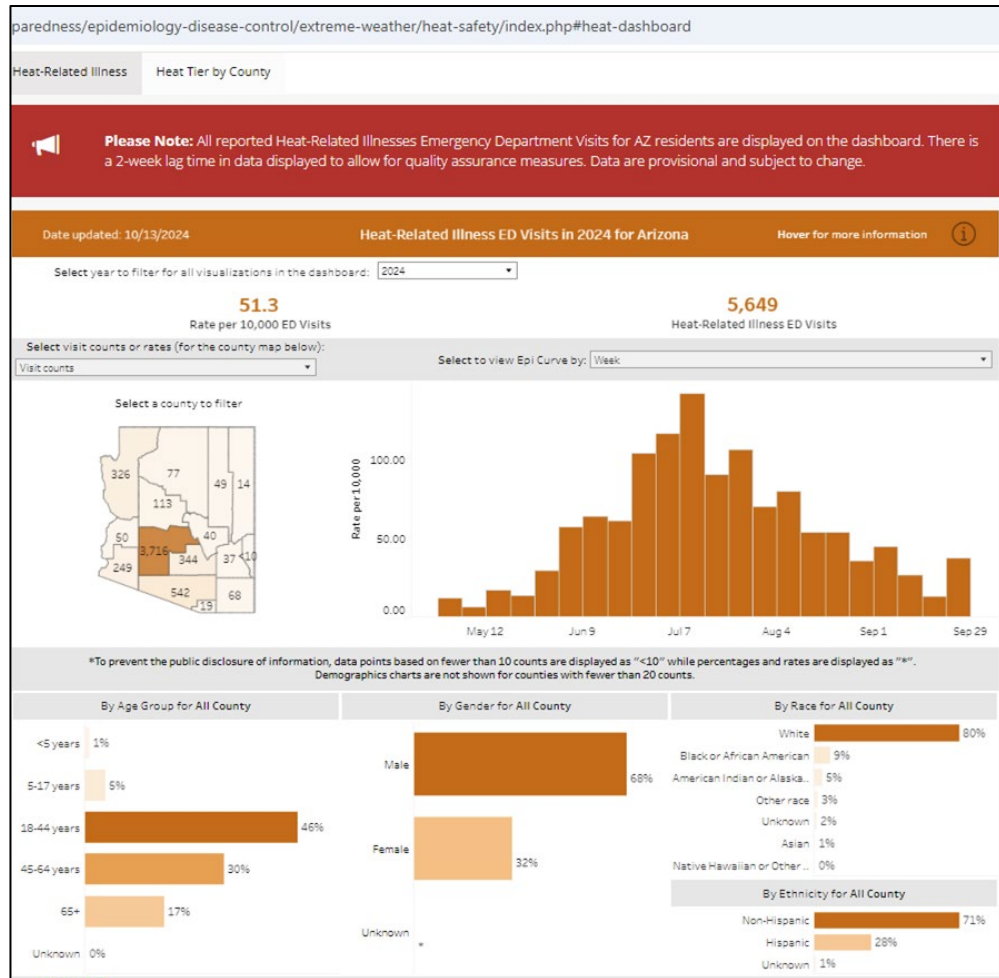 paredness/epidemiology-disease-control/extreme-weather/heat-safety/index.php#heat-dashboard
Heat-Related Illness
Heat Tier by County
Please Note: All reported Heat-Related Illnesses Emergency Department Visits for AZ residents are displayed on the dashboard. There is
a 2-week lag time in data displayed to allow for quality assurance measures. Data are provisional and subject to change.
Date updated: 10/13/2024
Heat-Related Illness ED Visits in 2024 for Arizona
Hover for more information
i
Select year to filter for all visualizations in the dashboard:
2024
51.3
Rate per 10,000 ED Visits
5,649
Heat-Related Illness ED Visits
Select visit counts or rates (for the county map below):
Visit counts
Select to view Epi Curve by:
Week
Select a county to filter
326
77
49
14
113
50
40
3,716
344
37
<10
249
542
68
19
Rate per 10,000
100.00
50.00
0.00
May 12
Jun 9
Jul 7
Aug 4
Sep 1
Sep 29
*To prevent the public disclosure of information, data points based on fewer than 10 counts are displayed as "<10" while percentages and rates are displayed as "*".
Demographics charts are not shown for counties with fewer than 20 counts.
By Age Group for All County
<5 years 1%
5-17 years 5%
18-44 years 46%
45-64 years 30%
65+ 17%
Unknown 0%
By Gender for All County
Male 68%
Female 32%
Unknown *
By Race for All County
White 80%
Black or African American 9%
American Indian or Alaska.. 5%
Other race 3%
Unknown 2%
Asian 1%
Native Hawaiian or Other .. 0%
By Ethnicity for All County
Non-Hispanic 71%
Hispanic 28%
Unknown 1%